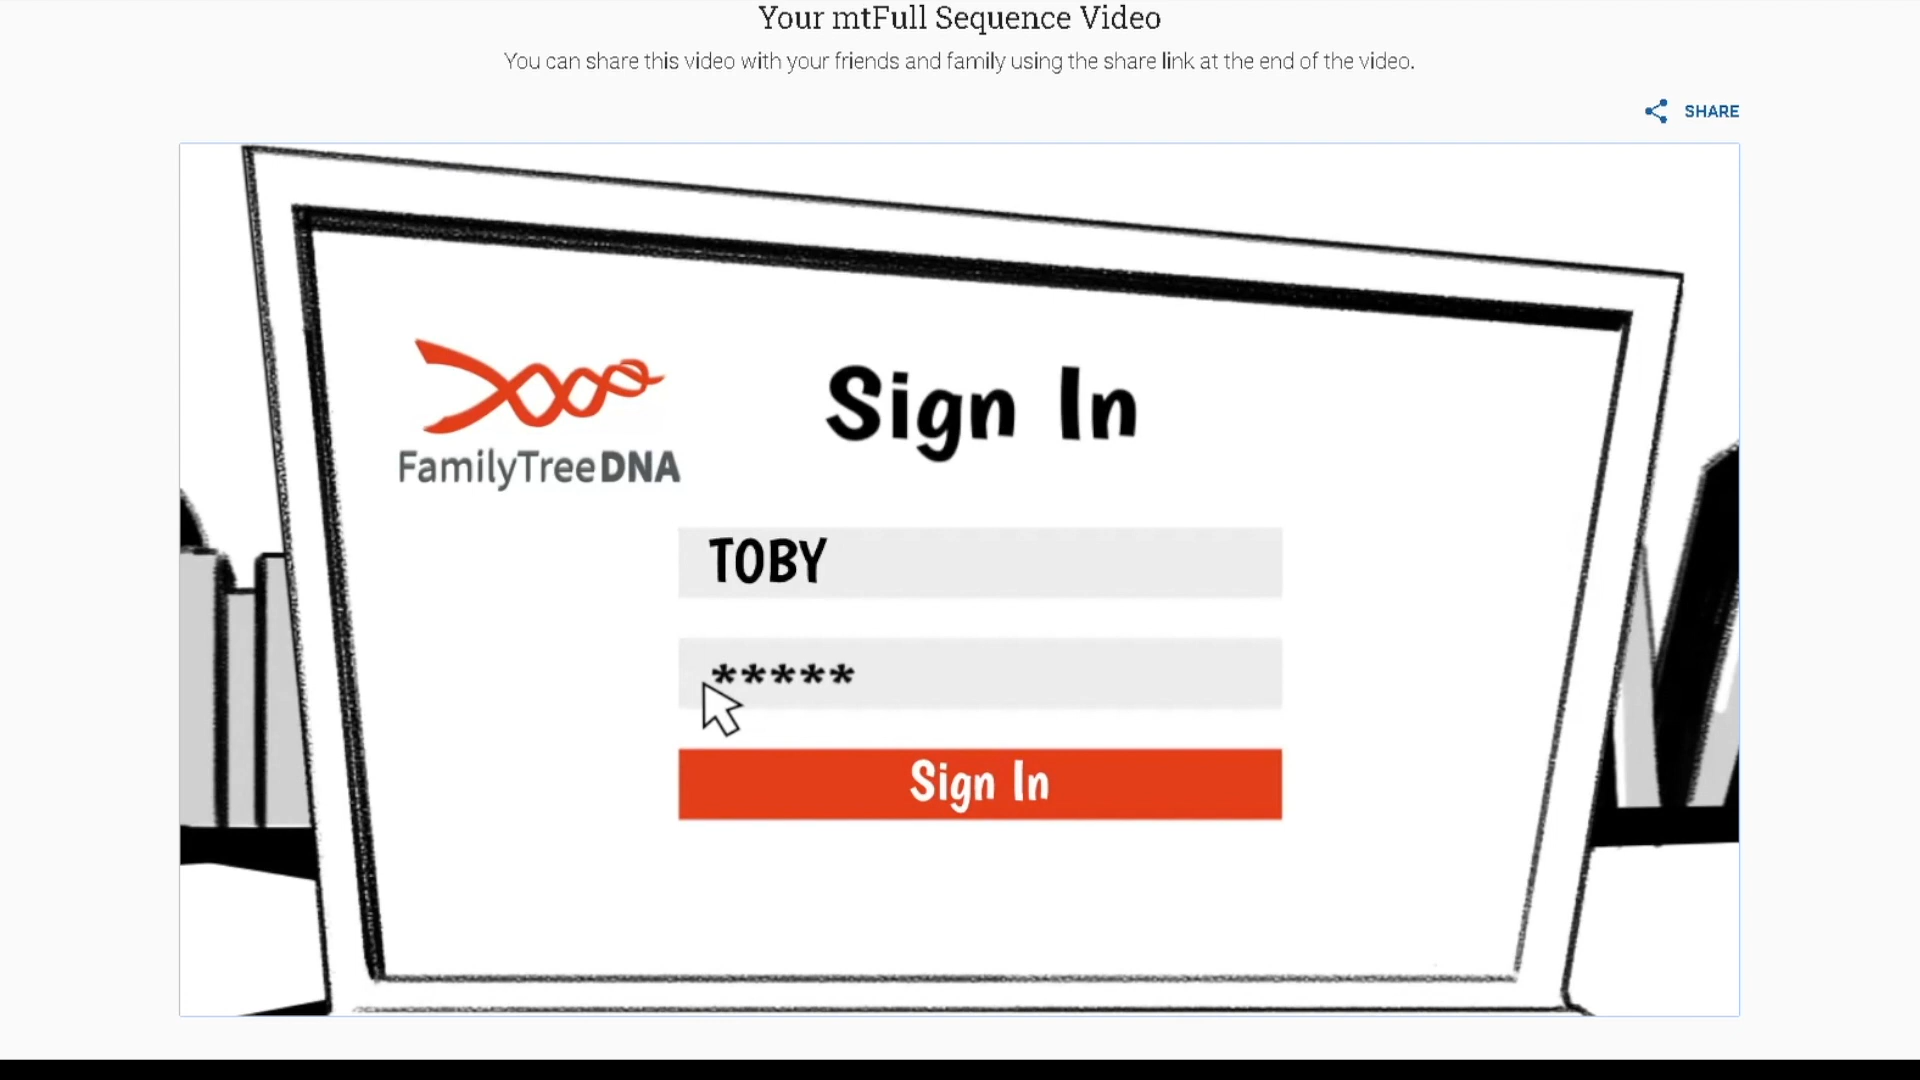 Your mtFull Sequence Video
You can share this video with your friends and family using the share link at the end of the video.
SHARE
Sign In
FamilyTreeDNA
TOBY
*****
Sign In